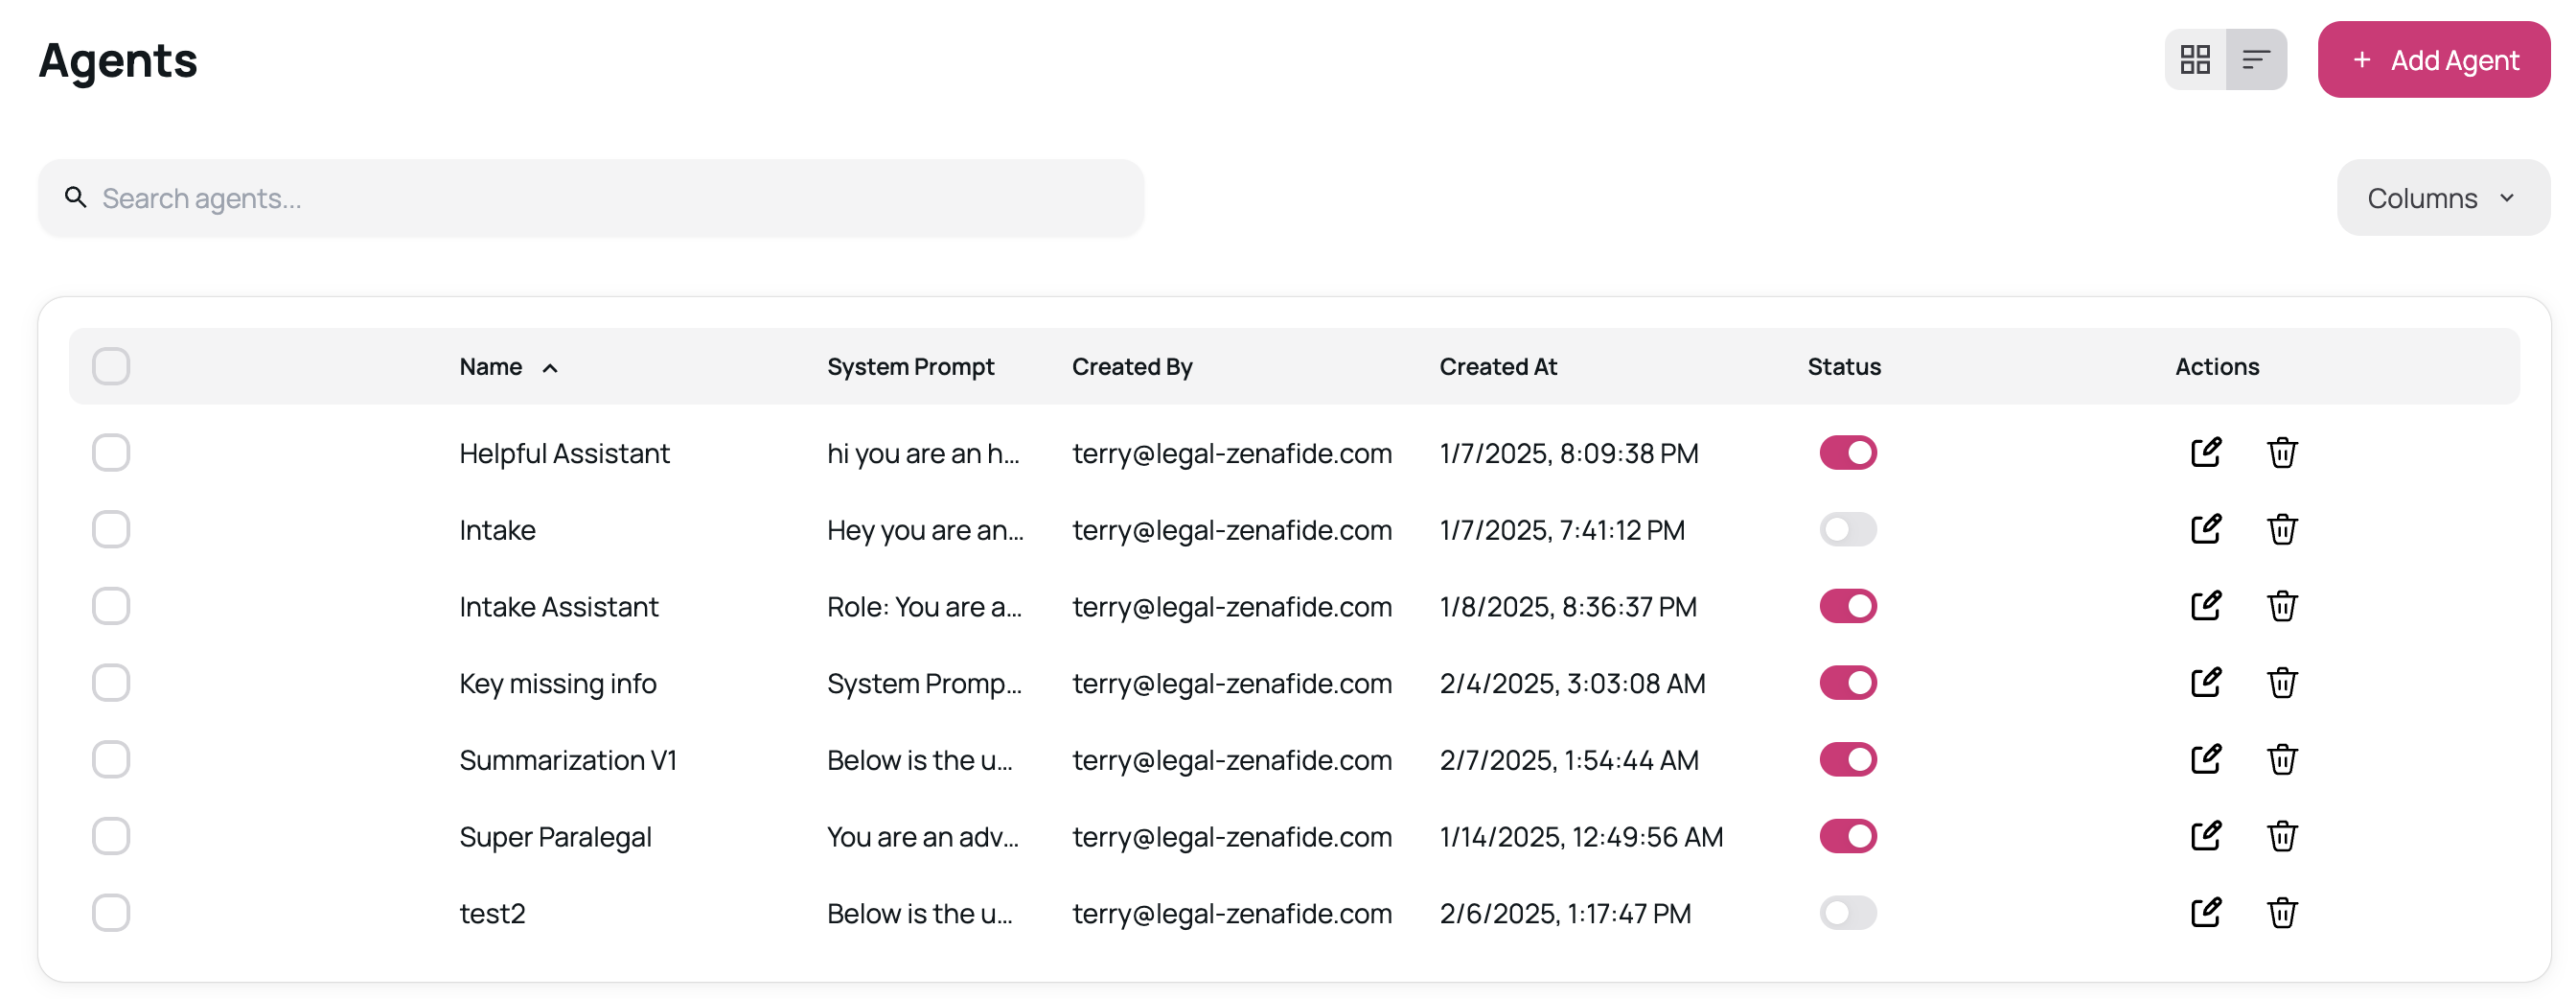 Agents
+ Add Agent
Search agents...
Columns
Name System Prompt Created By Created At Status Actions
Helpful Assistant hi you are an h... terry@legal-zenafide.com 1/7/2025, 8:09:38 PM
Intake Hey you are an... terry@legal-zenafide.com 1/7/2025, 7:41:12 PM
Intake Assistant Role: You are a... terry@legal-zenafide.com 1/8/2025, 8:36:37 PM
Key missing info System Promp... terry@legal-zenafide.com 2/4/2025, 3:03:08 AM
Summarization V1 Below is the u... terry@legal-zenafide.com 2/7/2025, 1:54:44 AM
Super Paralegal You are an adv... terry@legal-zenafide.com 1/14/2025, 12:49:56 AM
test2 Below is the u... terry@legal-zenafide.com 2/6/2025, 1:17:47 PM